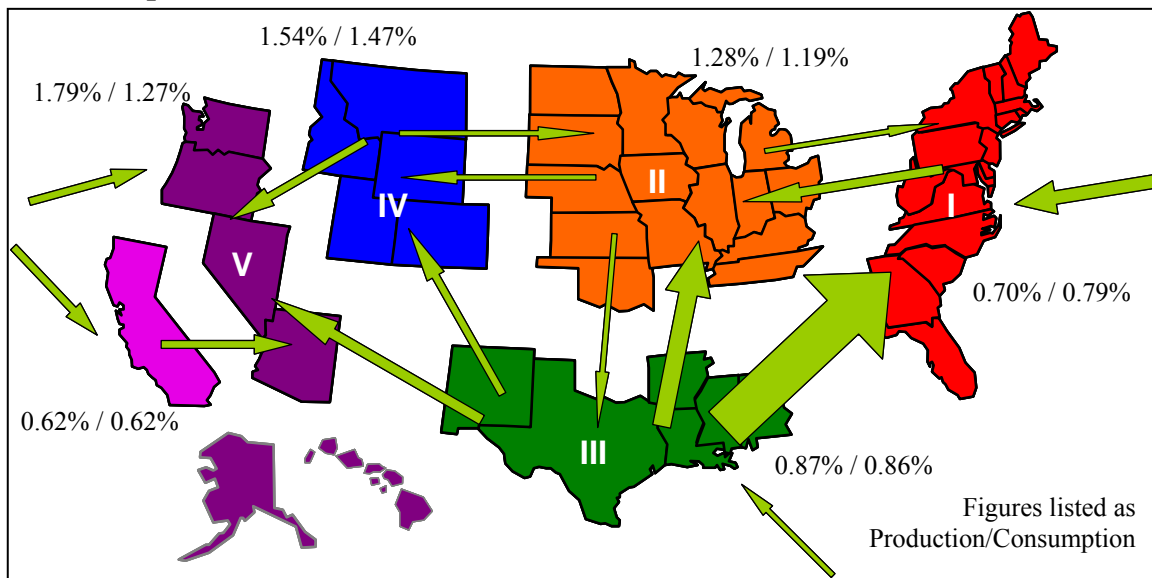 1.54% / 1.47%
1.28% / 1.19%
1.79% / 1.27%
II
I
IV
V
0.70% / 0.79%
0.62% / 0.62%
III
0.87% / 0.86%
Figures listed as
Production/Consumption